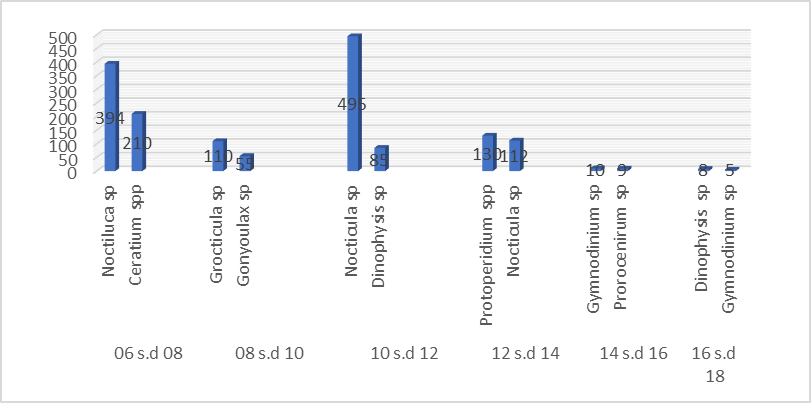 500
450
400
350
300
250
200
150
100
50
0
394
210
110
55
495
85
130
112
10
9
8
5
Noctiluca sp
Ceratium spp
Grocticula sp
Gonyoulax sp
Nocticula sp
Dinophysis sp
Protoperidium spp
Nocticula sp
Gymnodinium sp
Prorocenirum sp
Dinophysis sp
Gymnodinium sp
06 s.d 08
08 s.d 10
10 s.d 12
12 s.d 14
14 s.d 16
16 s.d
18